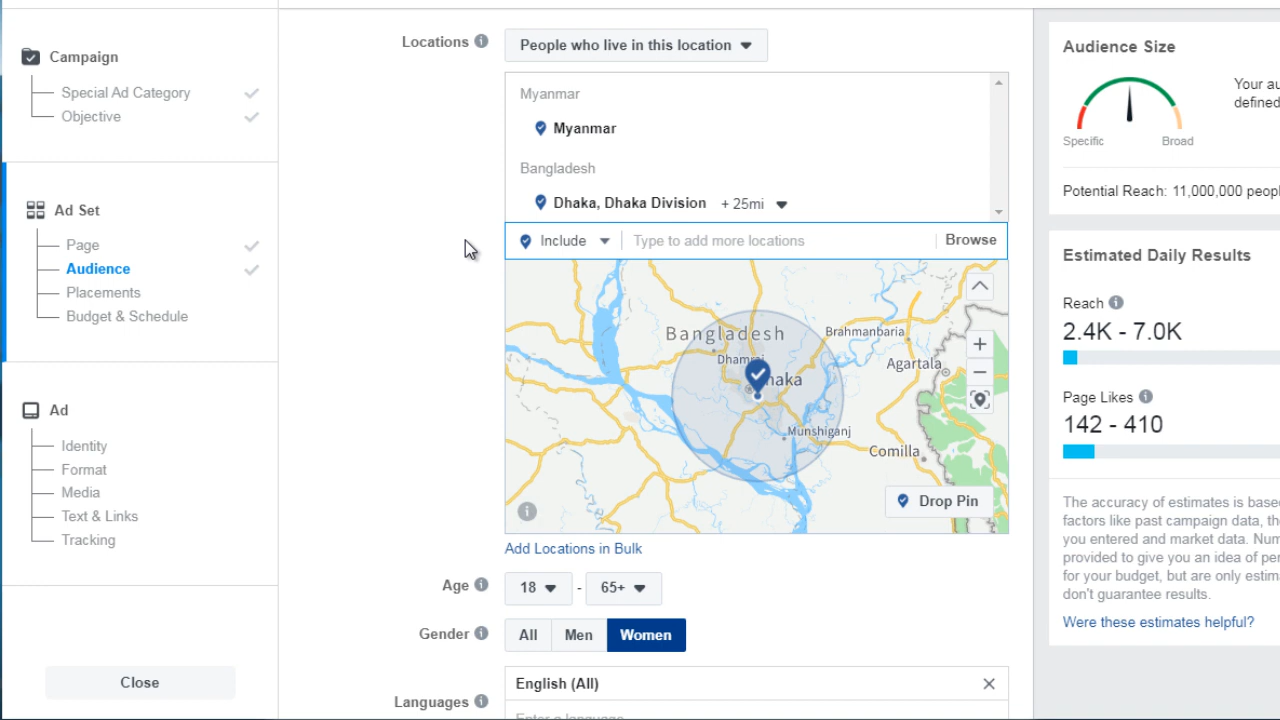 Campaign
Special Ad Category
Objective
Ad Set
Page
Audience
Placements
Budget & Schedule
Ad
Identity
Format
Media
Text & Links
Tracking
Close
Locations
People who live in this location
Myanmar
Myanmar
Bangladesh
Dhaka, Dhaka Division + 25mi
Include Type to add more locations Browse
Bangladesh
Brahmanbaria
Agartala
Munshiganj
Comilla
Drop Pin
Add Locations in Bulk
Age 18 - 65+
Gender All Men Women
English (All)
Languages
Enter a language
Audience Size
Your
defined
Specific Broad
Potential Reach: 11,000,000
Estimated Daily Results
Reach
2.4K - 7.0K
Page Likes
142 - 410
The accuracy of estimates is
factors like past campaign data,
you entered and market data.
provided to give you an idea of
for your budget, but are only
don't guarantee results.
Were these estimates helpful?